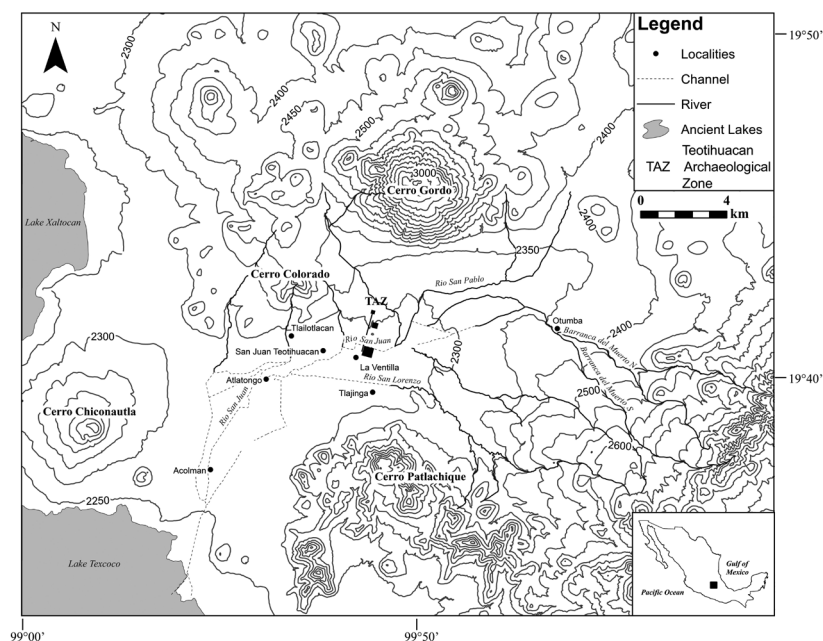 N
2300
2400
2450
2500
3000
Cerro Gordo
2400
2400
2350
Legend
Localities
Channel
River
Ancient Lakes
Teotihuacan
TAZ Archaeological
Zone
0 4
km
19°50'
Lake Xaltocan
Cerro Colorado
Rio San Pablo
TAZ
Otumba
2400
Tlailotlacan
Rio San Juan
2300
Barranca del Muerto N
2300
San Juan Teotihuacan
La Ventilla
Barranca del Muerto S
Atlatongo
Rio San Lorenzo
19°40'
Tlajinga
2500
Rio San Juan
Cerro Chiconautla
2600
Acolman
Cerro Patlachique
2250
Lake Texcoco
Gulf of
Mexico
Pacific Ocean
99°00'
99°50'